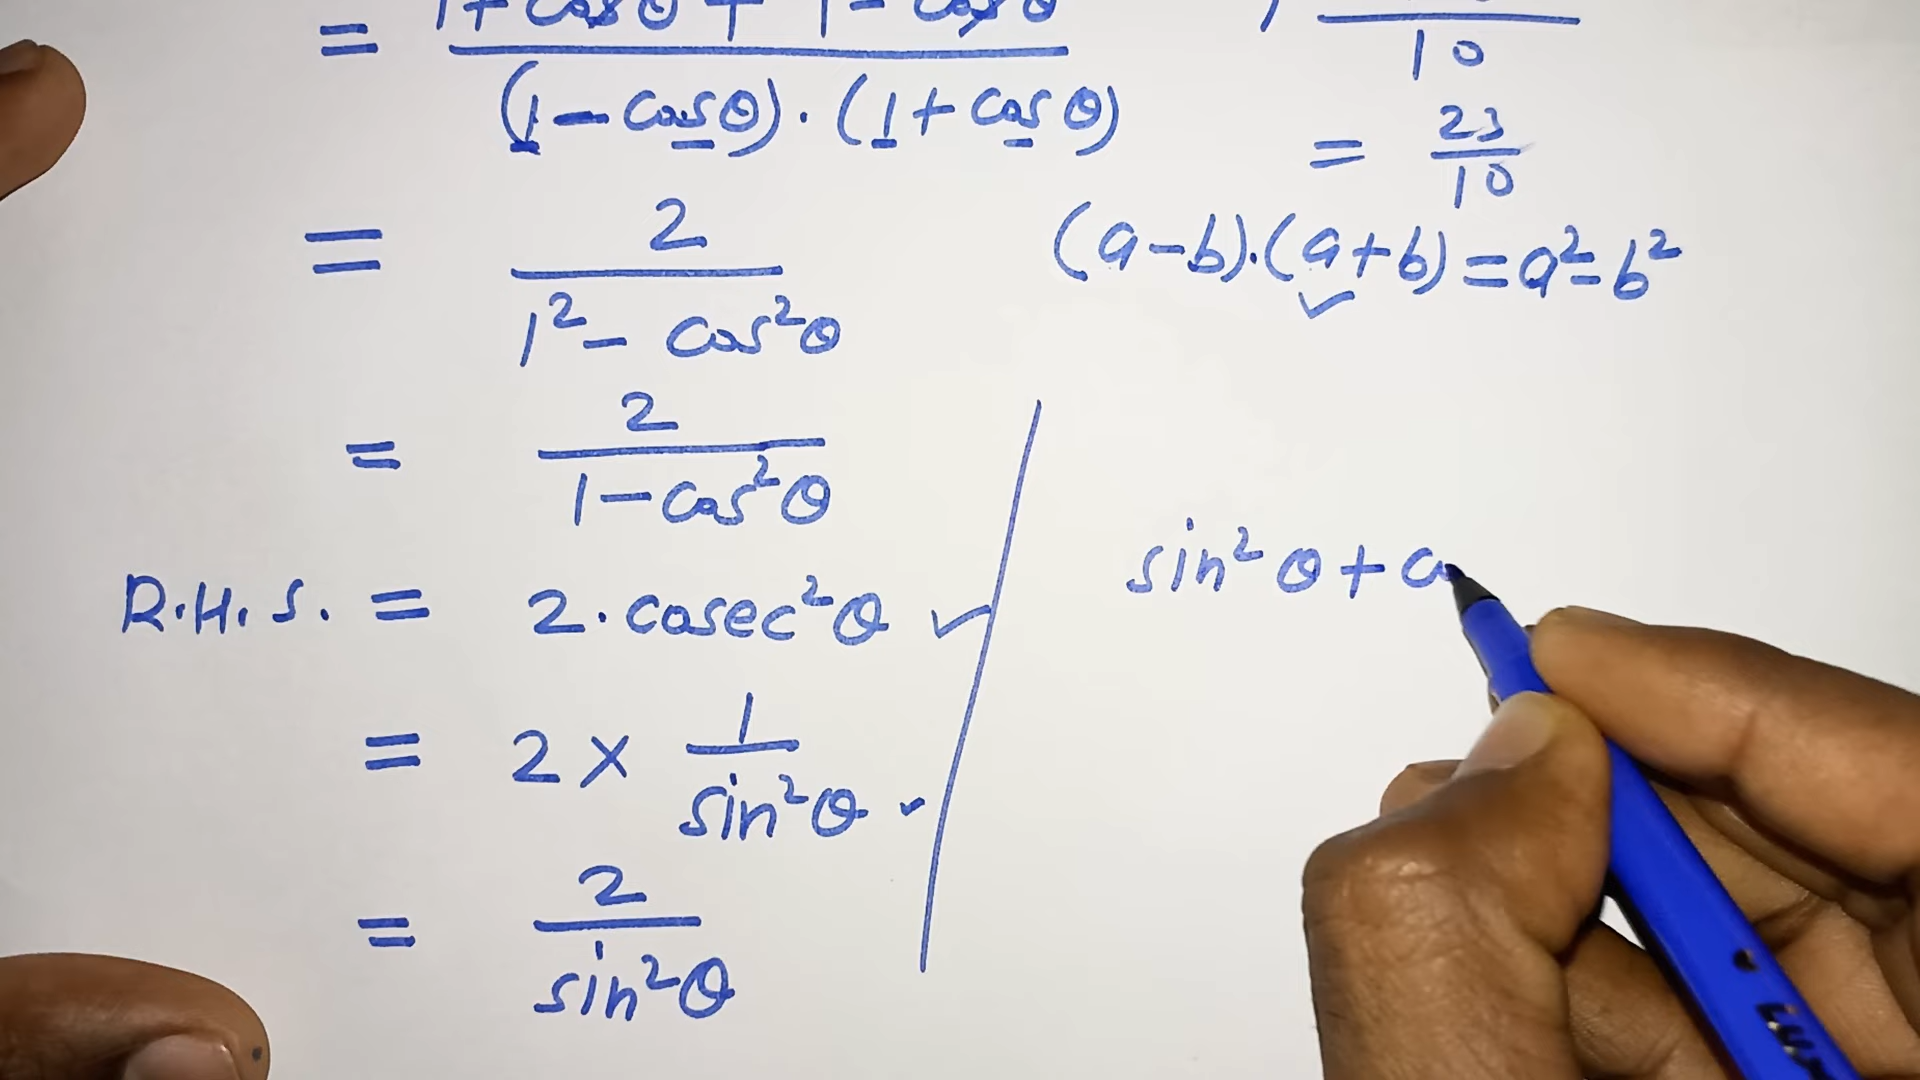 = 1 + cosθ + 1 - cosθ / (1 - cosθ) · (1 + cosθ)
= 2 / 1² - cos²θ
= 2 / 1 - cos²θ
R.H.S. = 2 · cosec²θ ✓
= 2 × 1 / sin²θ ✓
= 2 / sin²θ
10
= 23 / 10
(a-b).(a+b) = a² - b²
✓
sin²θ + co